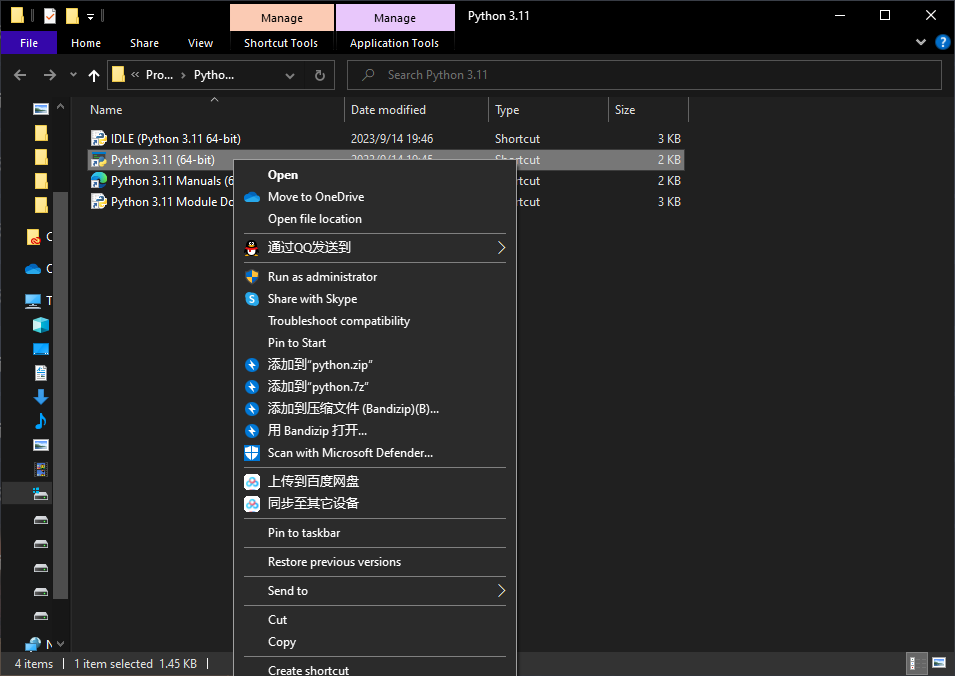 Manage
Manage
Python 3.11
File
Home
Share
View
Shortcut Tools
Application Tools
?
« Pro... › Pytho...
Search Python 3.11
Name
Date modified
Type
Size
IDLE (Python 3.11 64-bit) 2023/9/14 19:46 Shortcut 3 KB
Python 3.11 (64-bit) 2023/9/14 19:45 Shortcut 2 KB
Python 3.11 Manuals (6 rtcut 2 KB
Python 3.11 Module Do rtcut 3 KB
Open
Move to OneDrive
Open file location
通过QQ发送到
Run as administrator
Share with Skype
Troubleshoot compatibility
Pin to Start
添加到“python.zip”
添加到“python.7z”
添加到压缩文件 (Bandizip)(B)...
用 Bandizip 打开...
Scan with Microsoft Defender...
上传到百度网盘
同步至其它设备
Pin to taskbar
Restore previous versions
Send to
Cut
Copy
Create shortcut
4 items
1 item selected 1.45 KB